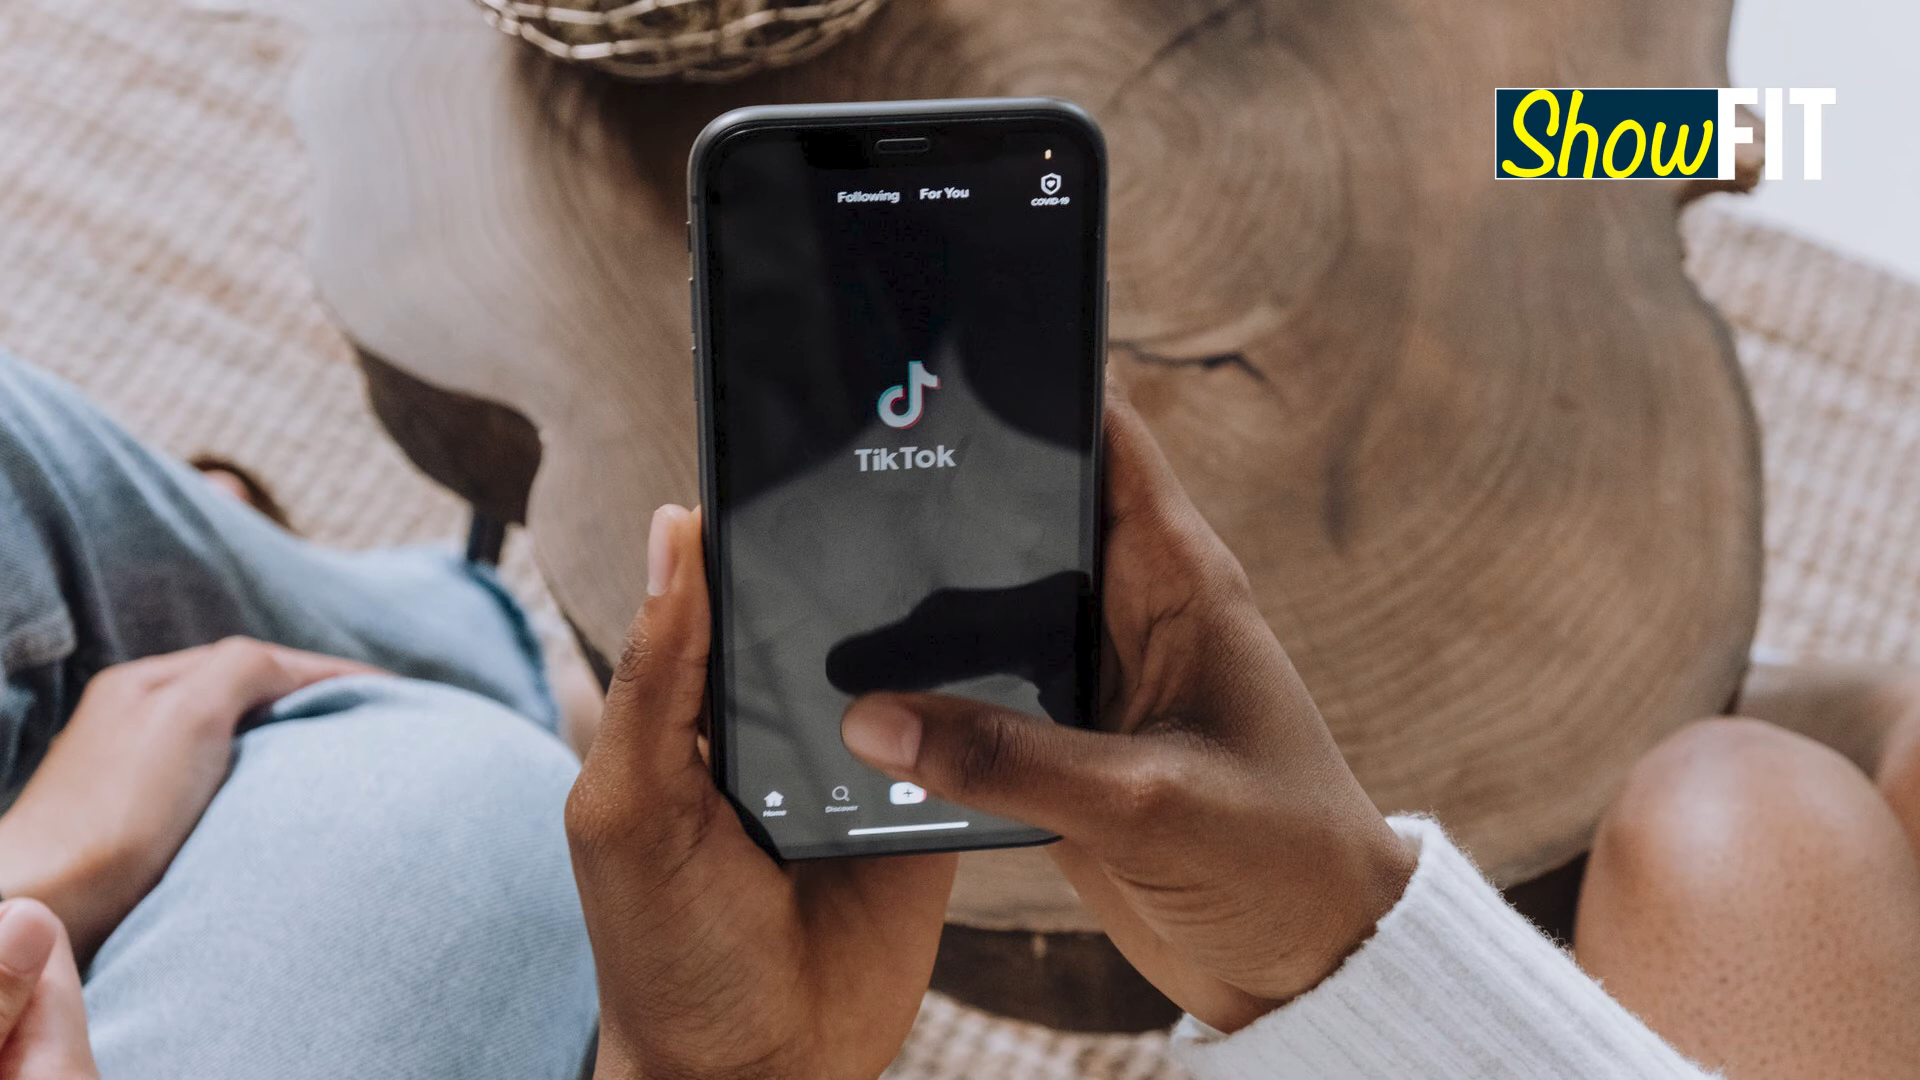 ShowFIT
Following For You
COVID-19
TikTok
Home
Discover